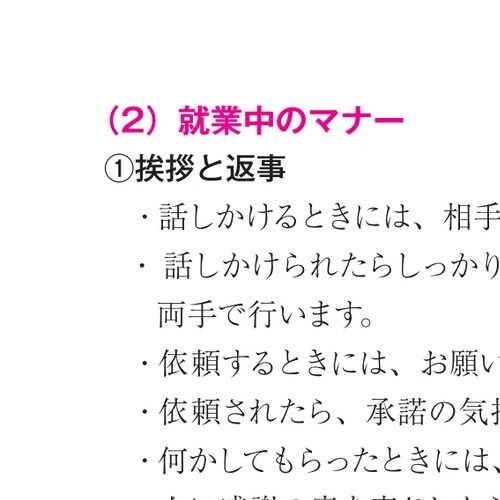 （2）就業中のマナー
①挨拶と返事
・話しかけるときには、相手
・話しかけられたらしっかり
両手で行います。
・依頼するときには、お願い
・依頼されたら、承諾の気持
・何かしてもらったときには、